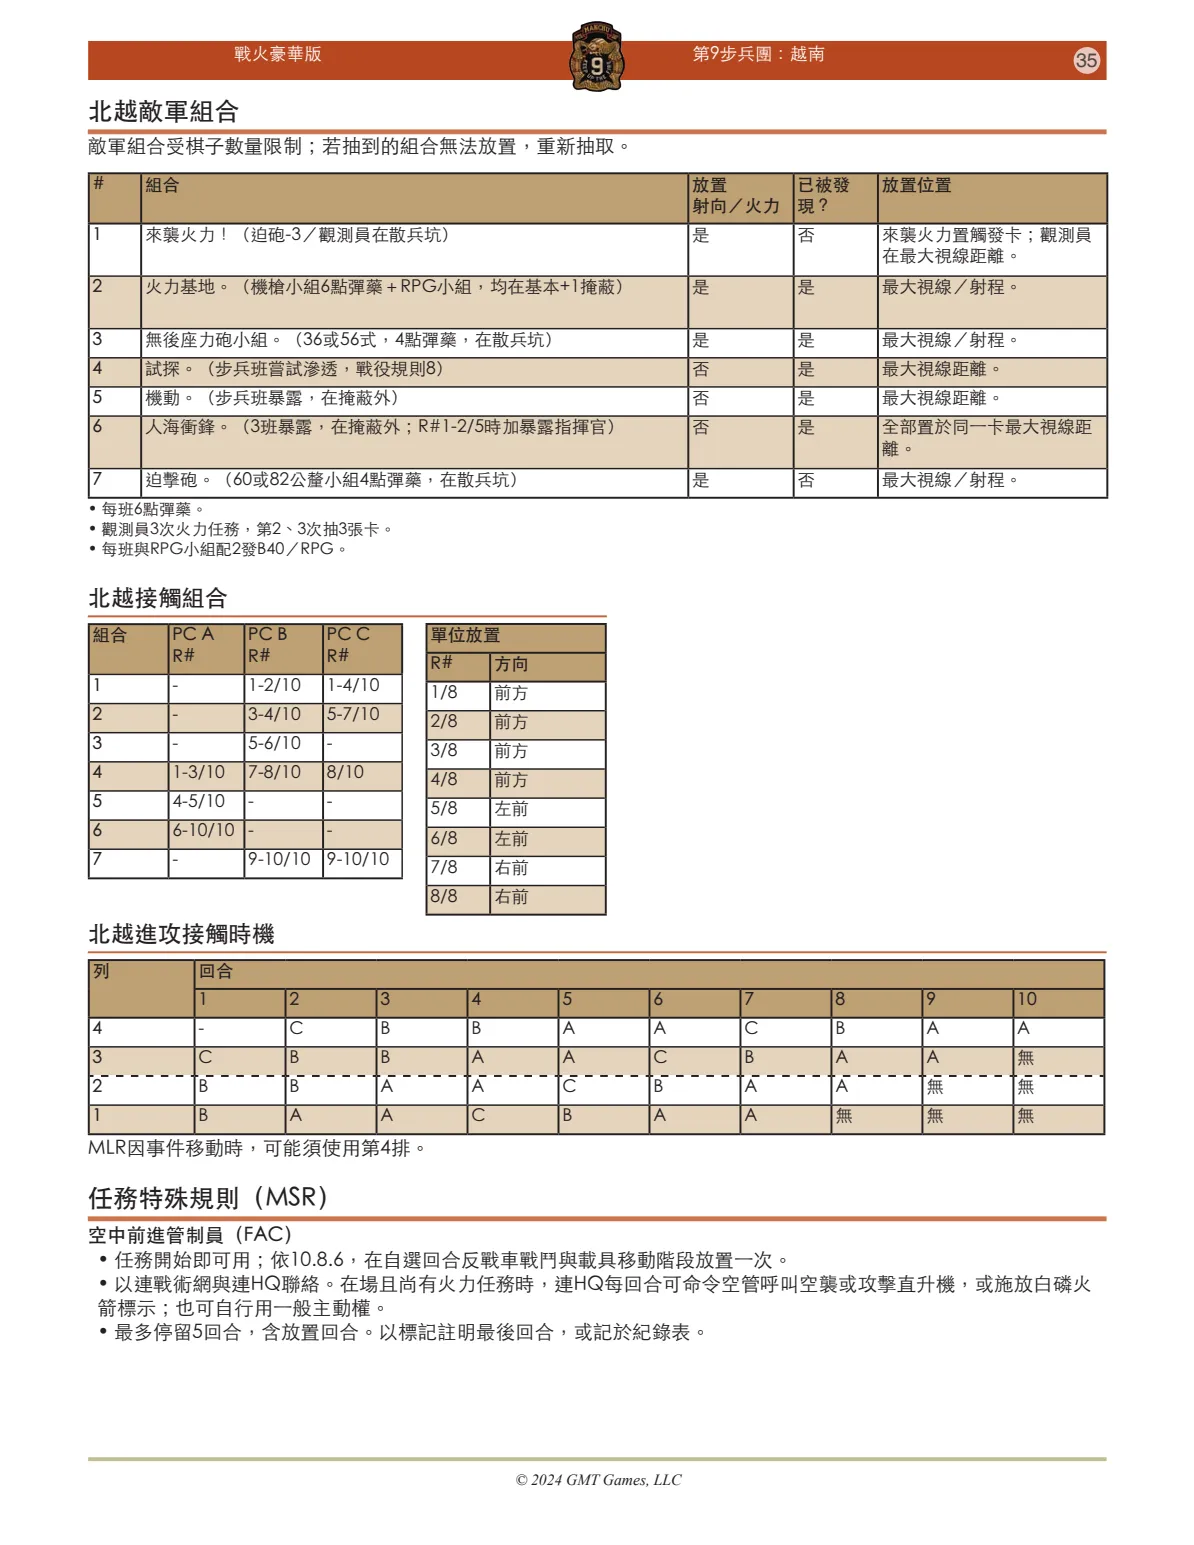 戰火豪華版
MANCHU
9
第9步兵團：越南
35
北越敵軍組合
敵軍組合受棋子數量限制；若抽到的組合無法放置，重新抽取。
# 組合 放置射向／火力 已被發現？ 放置位置
1 來襲火力！（迫砲-3／觀測員在散兵坑） 是 否 來襲火力置觸發卡；觀測員在最大視線距離。
2 火力基地。（機槍小組6點彈藥＋RPG小組，均在基本+1掩蔽） 是 是 最大視線／射程。
3 無後座力砲小組。（36或56式，4點彈藥，在散兵坑） 是 是 最大視線／射程。
4 試探。（步兵班嘗試滲透，戰役規則8） 否 是 最大視線距離。
5 機動。（步兵班暴露，在掩蔽外） 否 是 最大視線距離。
6 人海衝鋒。（3班暴露，在掩蔽外；R#1-2/5時加暴露指揮官） 否 是 全部置於同一卡最大視線距離。
7 迫擊砲。（60或82公釐小組4點彈藥，在散兵坑） 是 否 最大視線／射程。
• 每班6點彈藥。
• 觀測員3次火力任務，第2、3次抽3張卡。
• 每班與RPG小組配2發B40／RPG。
北越接觸組合
組合 PC A R# PC B R# PC C R#
1 - 1-2/10 1-4/10
2 - 3-4/10 5-7/10
3 - 5-6/10 -
4 1-3/10 7-8/10 8/10
5 4-5/10 - -
6 6-10/10 - -
7 - 9-10/10 9-10/10
單位放置
R# 方向
1/8 前方
2/8 前方
3/8 前方
4/8 前方
5/8 左前
6/8 左前
7/8 右前
8/8 右前
北越進攻接觸時機
列 回合
1 2 3 4 5 6 7 8 9 10
4 - C B B A A C B A A
3 C B B A A C B A A 無
2 B B A A C B A A 無 無
1 B A A C B A A 無 無 無
MLR因事件移動時，可能須使用第4排。
任務特殊規則（MSR）
空中前進管制員（FAC）
• 任務開始即可用；依10.8.6，在自選回合反戰車戰鬥與載具移動階段放置一次。
• 以連戰術網與連HQ聯絡。在場且尚有火力任務時，連HQ每回合可命令空管呼叫空襲或攻擊直升機，或施放白磷火
箭標示；也可自行用一般主動權。
• 最多停留5回合，含放置回合。以標記註明最後回合，或記於紀錄表。
© 2024 GMT Games, LLC